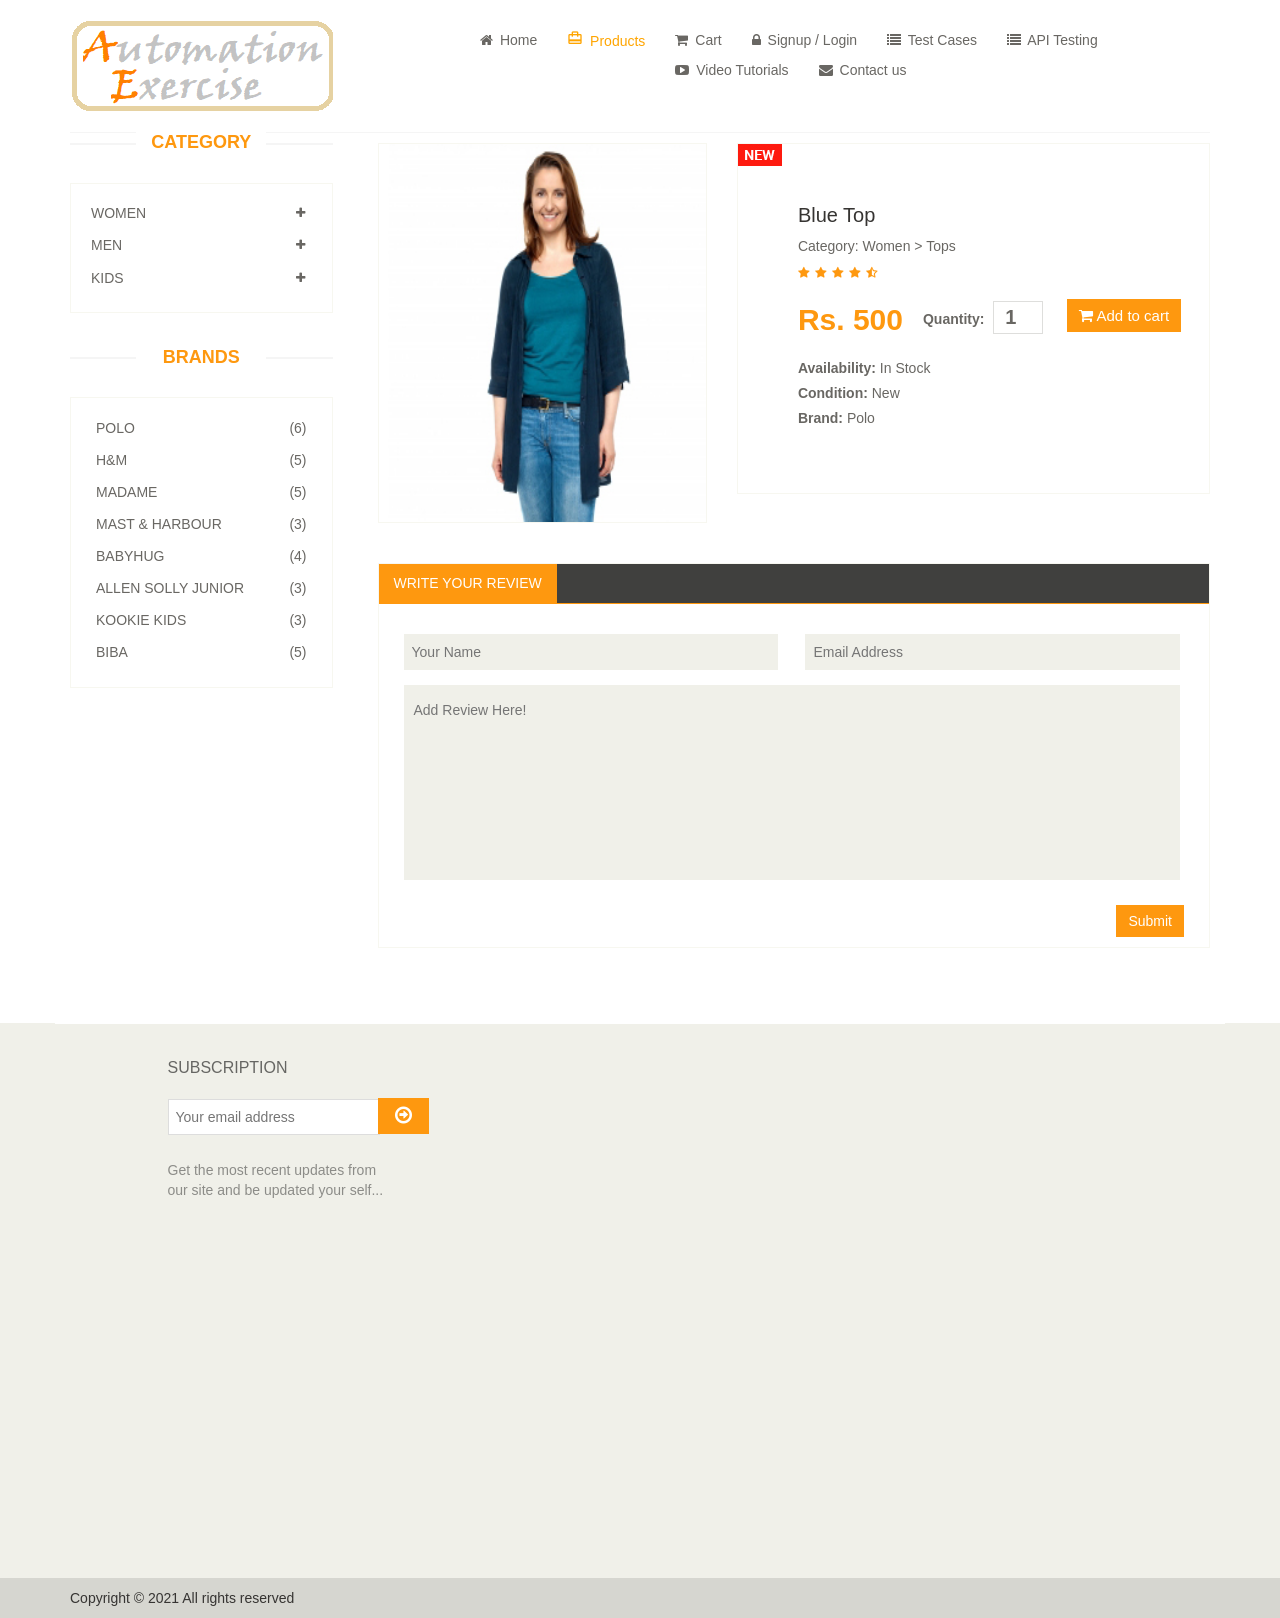 Automation
Exercise
Home
Products
Cart
Signup / Login
Test Cases
API Testing
Video Tutorials
Contact us
CATEGORY
WOMEN
MEN
KIDS
BRANDS
POLO (6)
H&M (5)
MADAME (5)
MAST & HARBOUR (3)
BABYHUG (4)
ALLEN SOLLY JUNIOR (3)
KOOKIE KIDS (3)
BIBA (5)
NEW
Blue Top
Category: Women > Tops
Rs. 500 Quantity: 1 Add to cart
Availability: In Stock
Condition: New
Brand: Polo
WRITE YOUR REVIEW
Your Name
Email Address
Add Review Here!
Submit
SUBSCRIPTION
Your email address
Get the most recent updates from
our site and be updated your self...
Copyright © 2021 All rights reserved